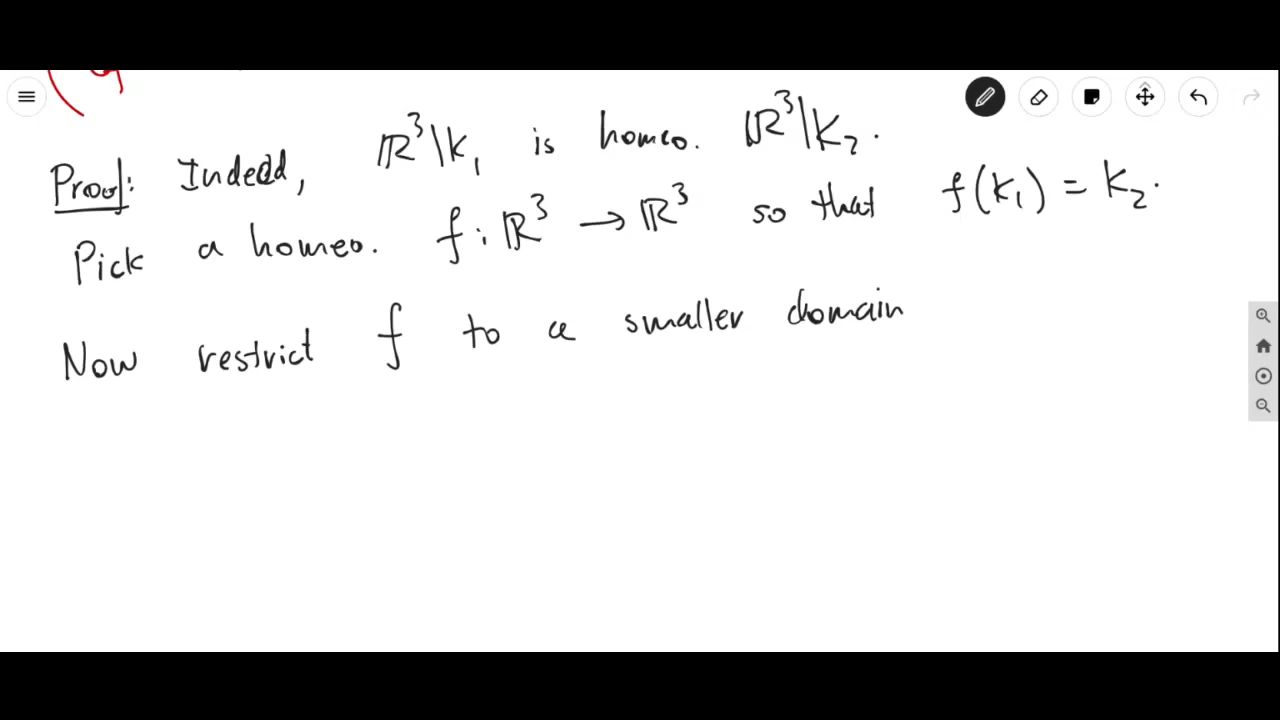 Proof: Indeed, ℝ³\K₁ is homeo. ℝ³\K₂.
Pick a homeo. f : ℝ³ → ℝ³ so that f(K₁) = K₂.
Now restrict f to a smaller domain